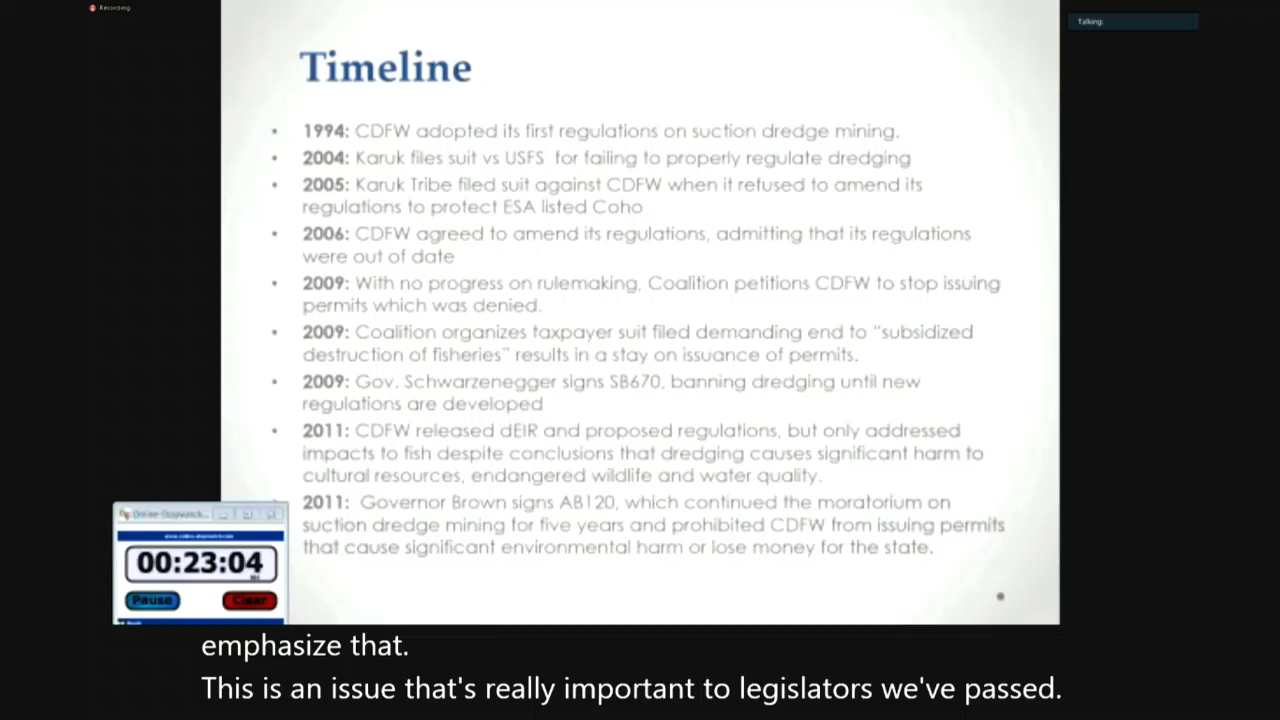 Recording
Talking:
Timeline
• 1994: CDFW adopted its first regulations on suction dredge mining.
• 2004: Karuk files suit vs USFS for failing to properly regulate dredging
• 2005: Karuk Tribe filed suit against CDFW when it refused to amend its
regulations to protect ESA listed Coho
• 2006: CDFW agreed to amend its regulations, admitting that its regulations
were out of date
• 2009: With no progress on rulemaking, Coalition petitions CDFW to stop issuing
permits which was denied.
• 2009: Coalition organizes taxpayer suit filed demanding end to "subsidized
destruction of fisheries" results in a stay on issuance of permits.
• 2009: Gov. Schwarzenegger signs SB670, banning dredging until new
regulations are developed
• 2011: CDFW released dEIR and proposed regulations, but only addressed
impacts to fish despite conclusions that dredging causes significant harm to
cultural resources, endangered wildlife and water quality.
2011: Governor Brown signs AB120, which continued the moratorium on
suction dredge mining for five years and prohibited CDFW from issuing permits
that cause significant environmental harm or lose money for the state.
Online-Stopwatch...
00:23:04
Pause
Clear
emphasize that.
This is an issue that's really important to legislators we've passed.